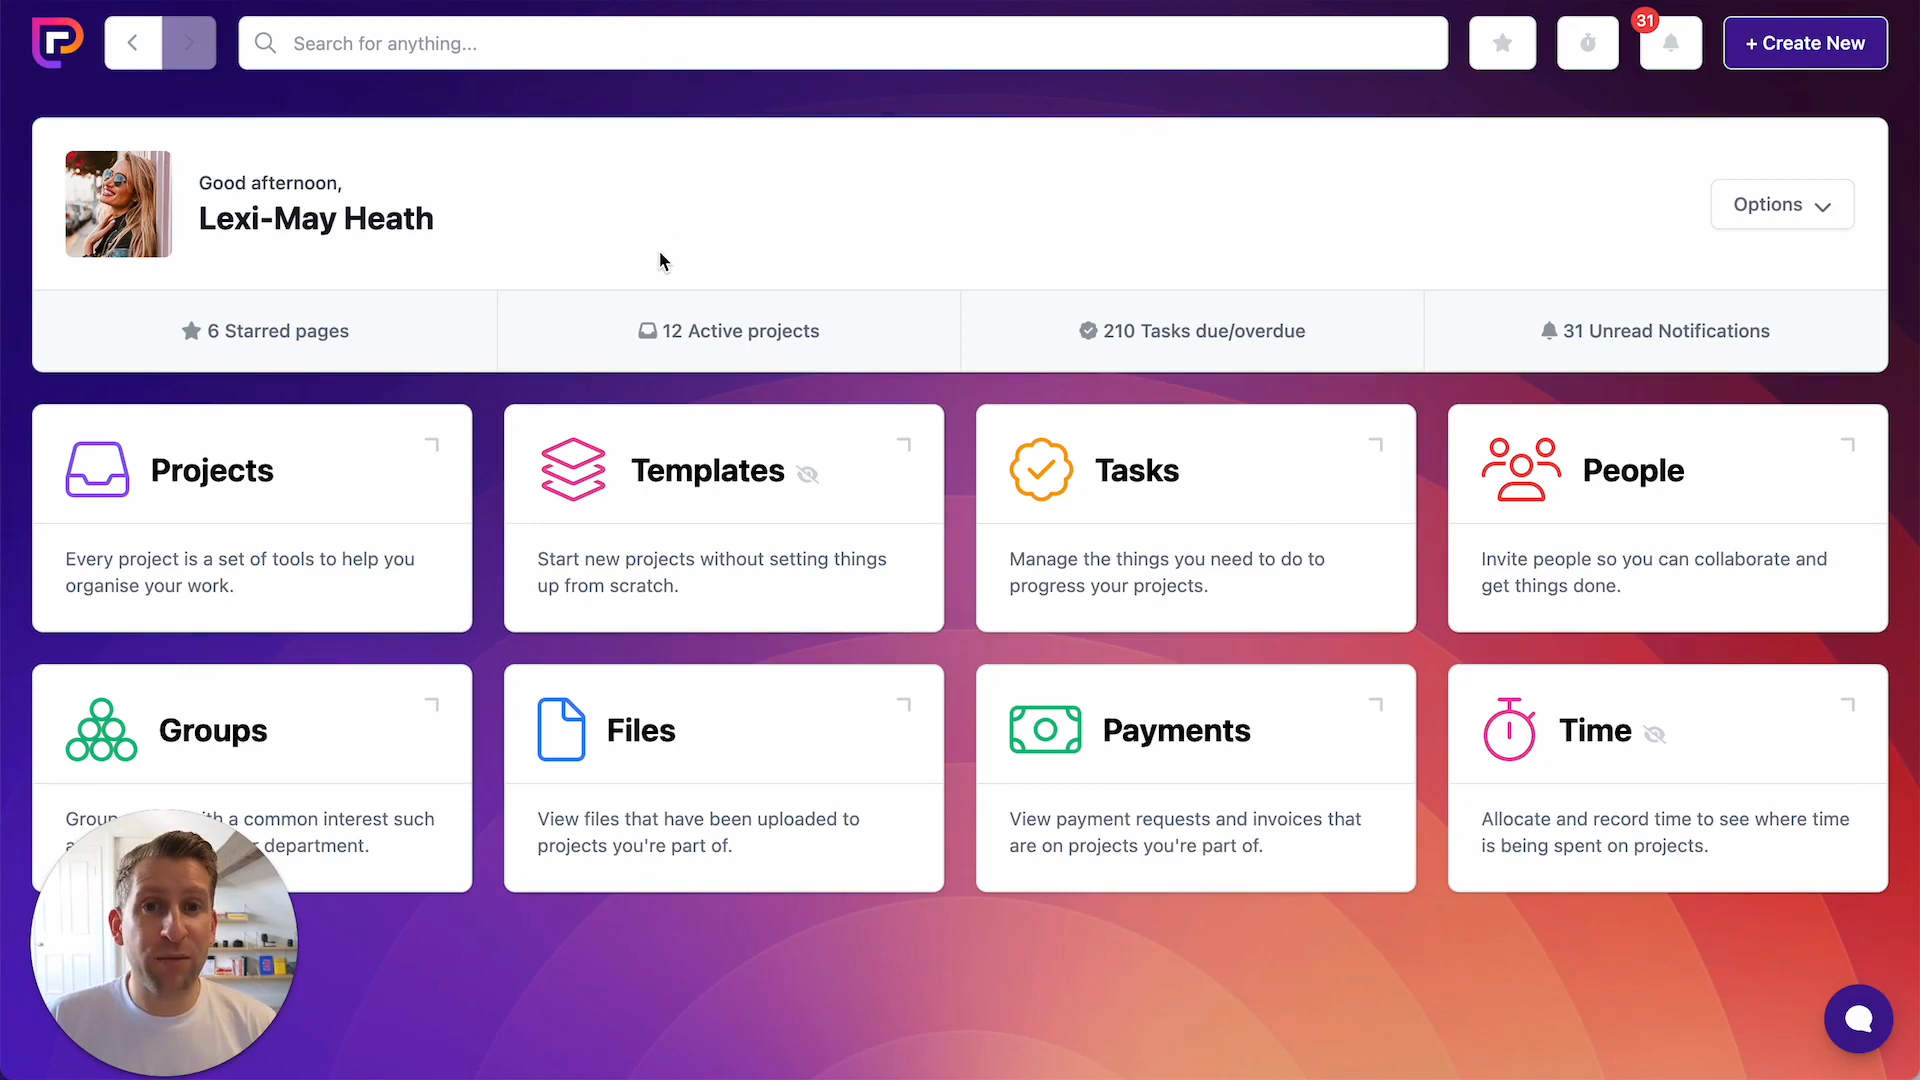 Search for anything...
31
+ Create New
Good afternoon,
Lexi-May Heath
Options
6 Starred pages
12 Active projects
210 Tasks due/overdue
31 Unread Notifications
Projects
Every project is a set of tools to help you
organise your work.
Templates
Start new projects without setting things
up from scratch.
Tasks
Manage the things you need to do to
progress your projects.
People
Invite people so you can collaborate and
get things done.
Groups
a common interest such
department.
Files
View files that have been uploaded to
projects you're part of.
Payments
View payment requests and invoices that
are on projects you're part of.
Time
Allocate and record time to see where time
is being spent on projects.